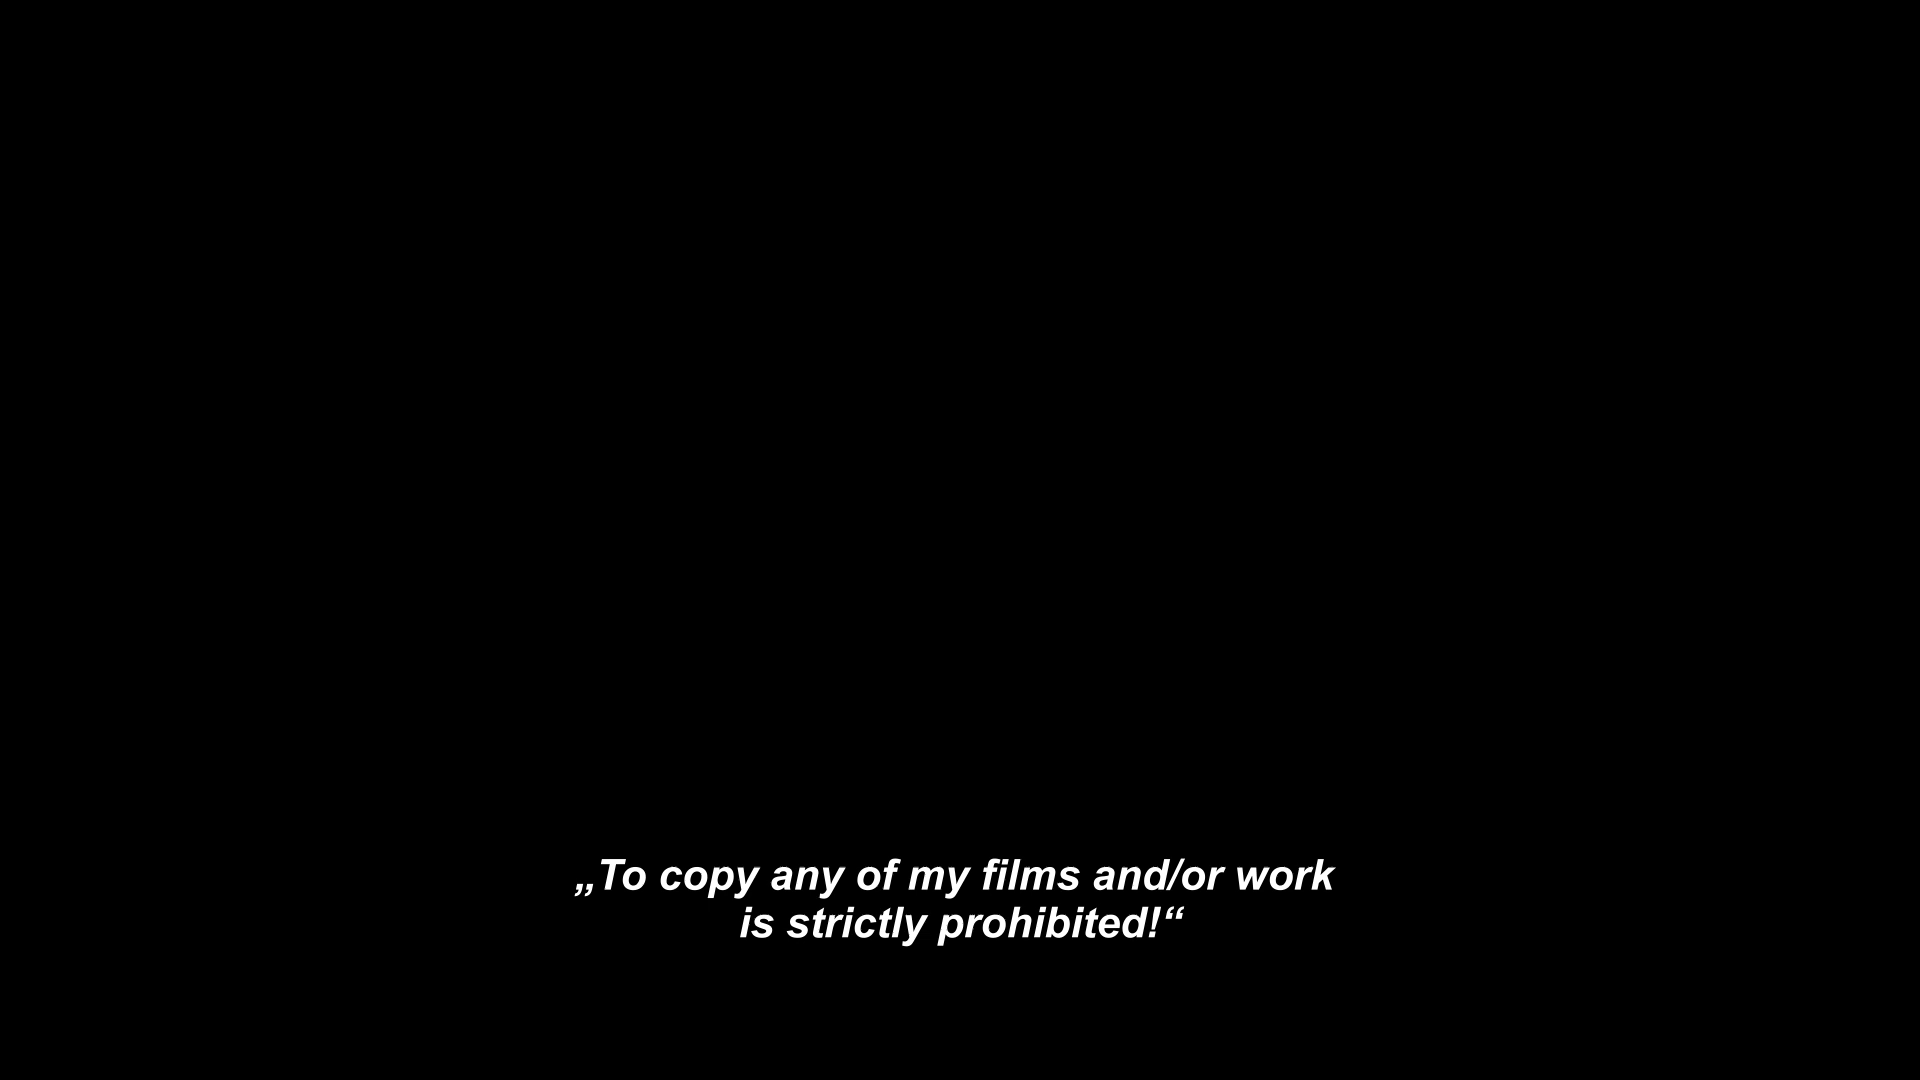 „To copy any of my films and/or work
is strictly prohibited!“